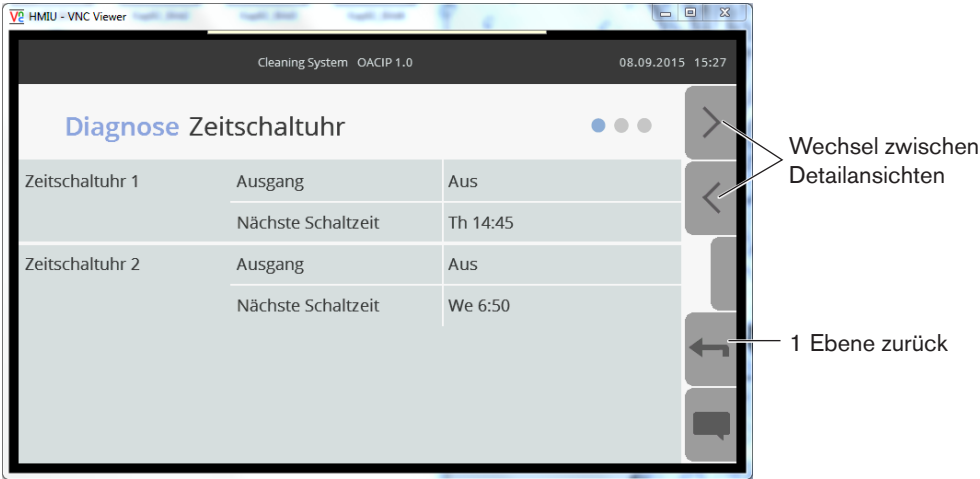 HMIU - VNC Viewer
Cleaning System OACIP 1.0 08.09.2015 15:27
Diagnose Zeitschaltuhr
Zeitschaltuhr 1 Ausgang Aus
Nächste Schaltzeit Th 14:45
Zeitschaltuhr 2 Ausgang Aus
Nächste Schaltzeit We 6:50
Wechsel zwischen
Detailansichten
1 Ebene zurück